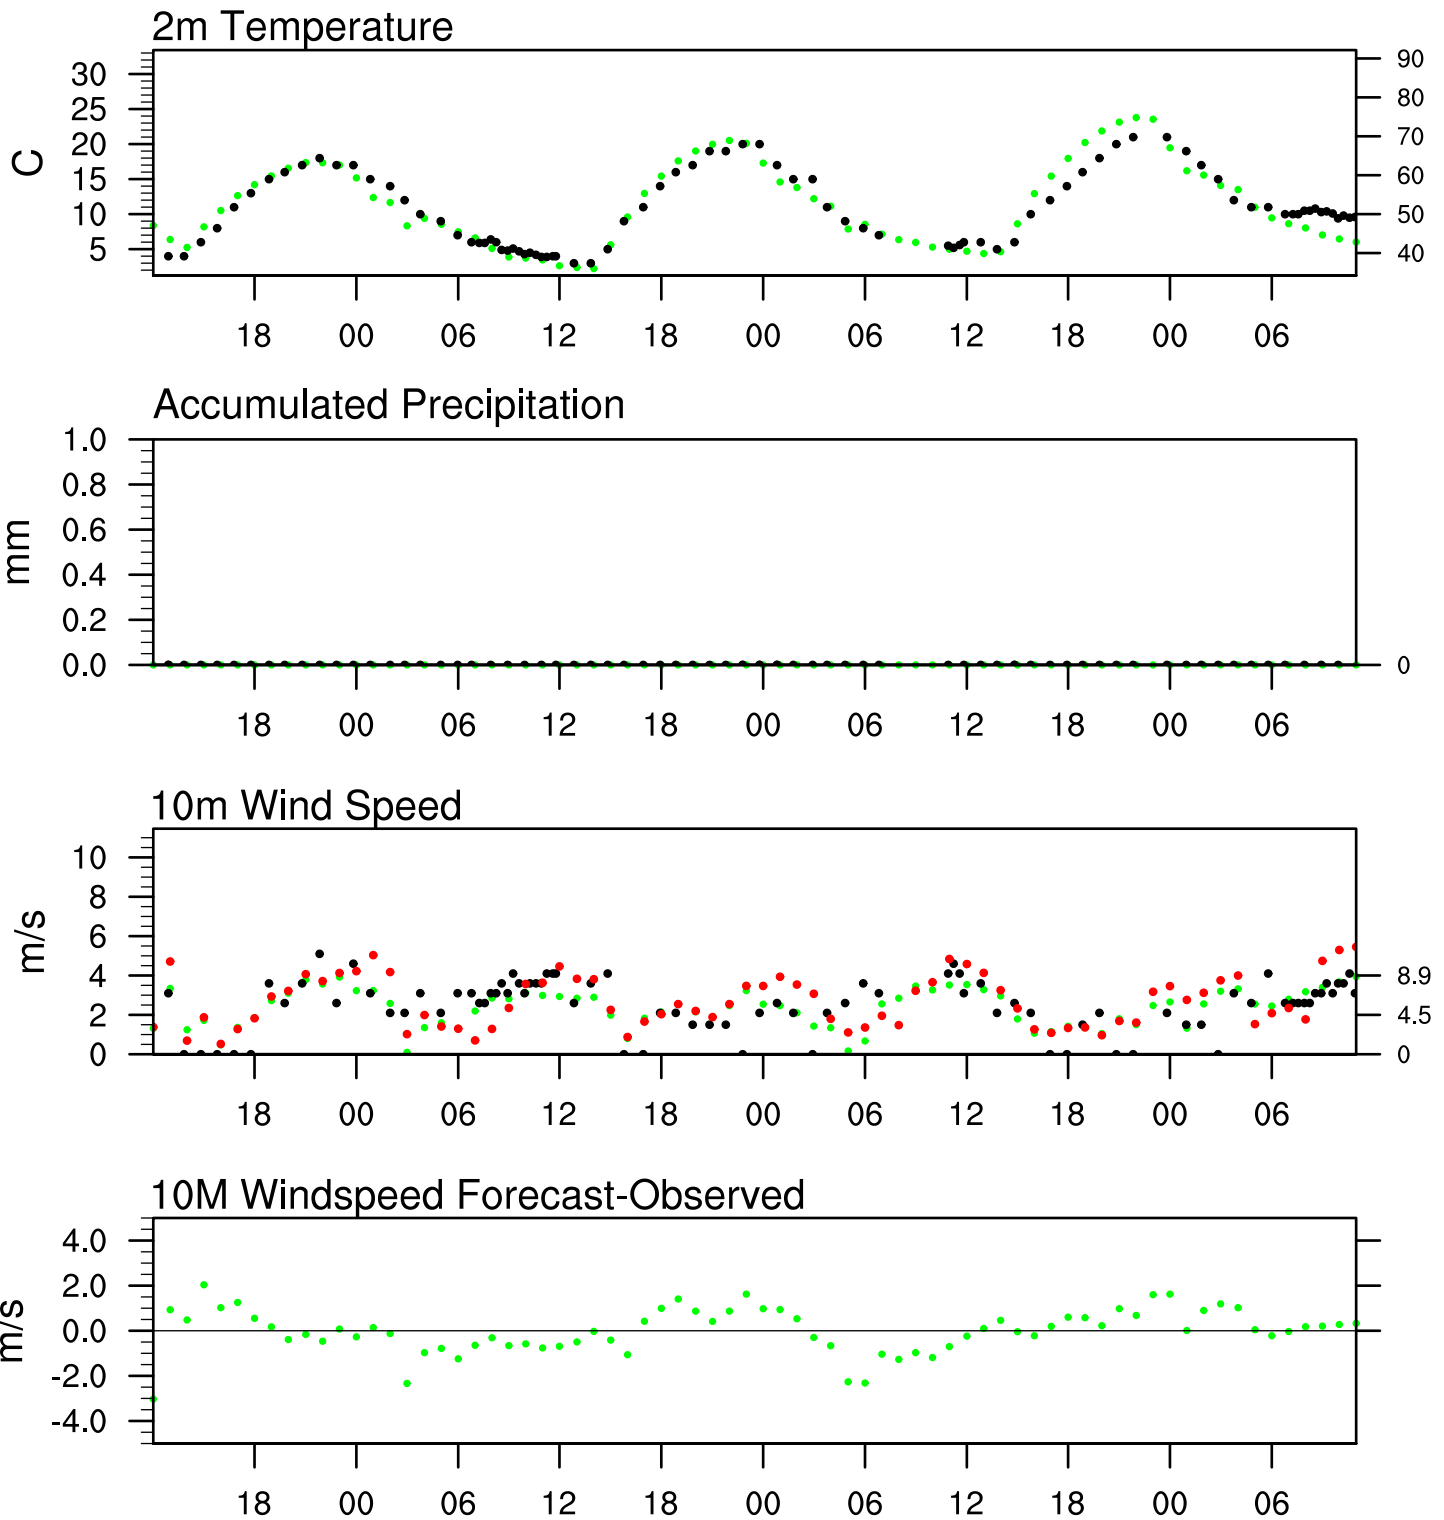 2m Temperature
30
25
20
15
10
5
C
90
80
70
60
50
40
18 00 06 12 18 00 06 12 18 00 06
Accumulated Precipitation
1.0
0.8
0.6
0.4
0.2
0.0
mm
0
18 00 06 12 18 00 06 12 18 00 06
10m Wind Speed
10
8
6
4
2
0
m/s
8.9
4.5
0
18 00 06 12 18 00 06 12 18 00 06
10M Windspeed Forecast-Observed
4.0
2.0
0.0
-2.0
-4.0
m/s
18 00 06 12 18 00 06 12 18 00 06